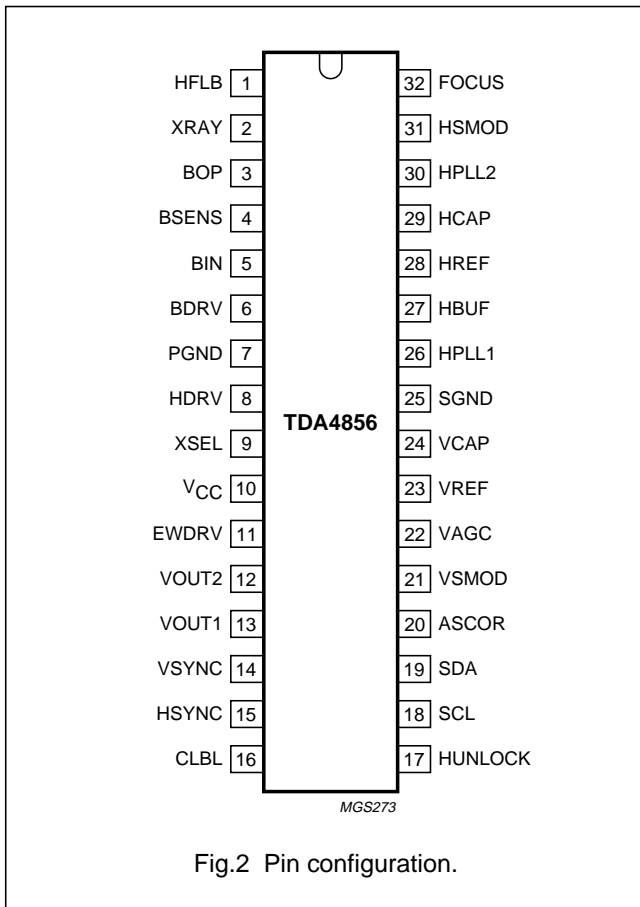 HFLB 1 32 FOCUS
XRAY 2 31 HSMOD
BOP 3 30 HPLL2
BSENS 4 29 HCAP
BIN 5 28 HREF
BDRV 6 27 HBUF
PGND 7 26 HPLL1
HDRV 8 25 SGND
TDA4856
XSEL 9 24 VCAP
VCC 10 23 VREF
EWDRV 11 22 VAGC
VOUT2 12 21 VSMOD
VOUT1 13 20 ASCOR
VSYNC 14 19 SDA
HSYNC 15 18 SCL
CLBL 16 17 HUNLOCK
MGS273
Fig.2 Pin configuration.